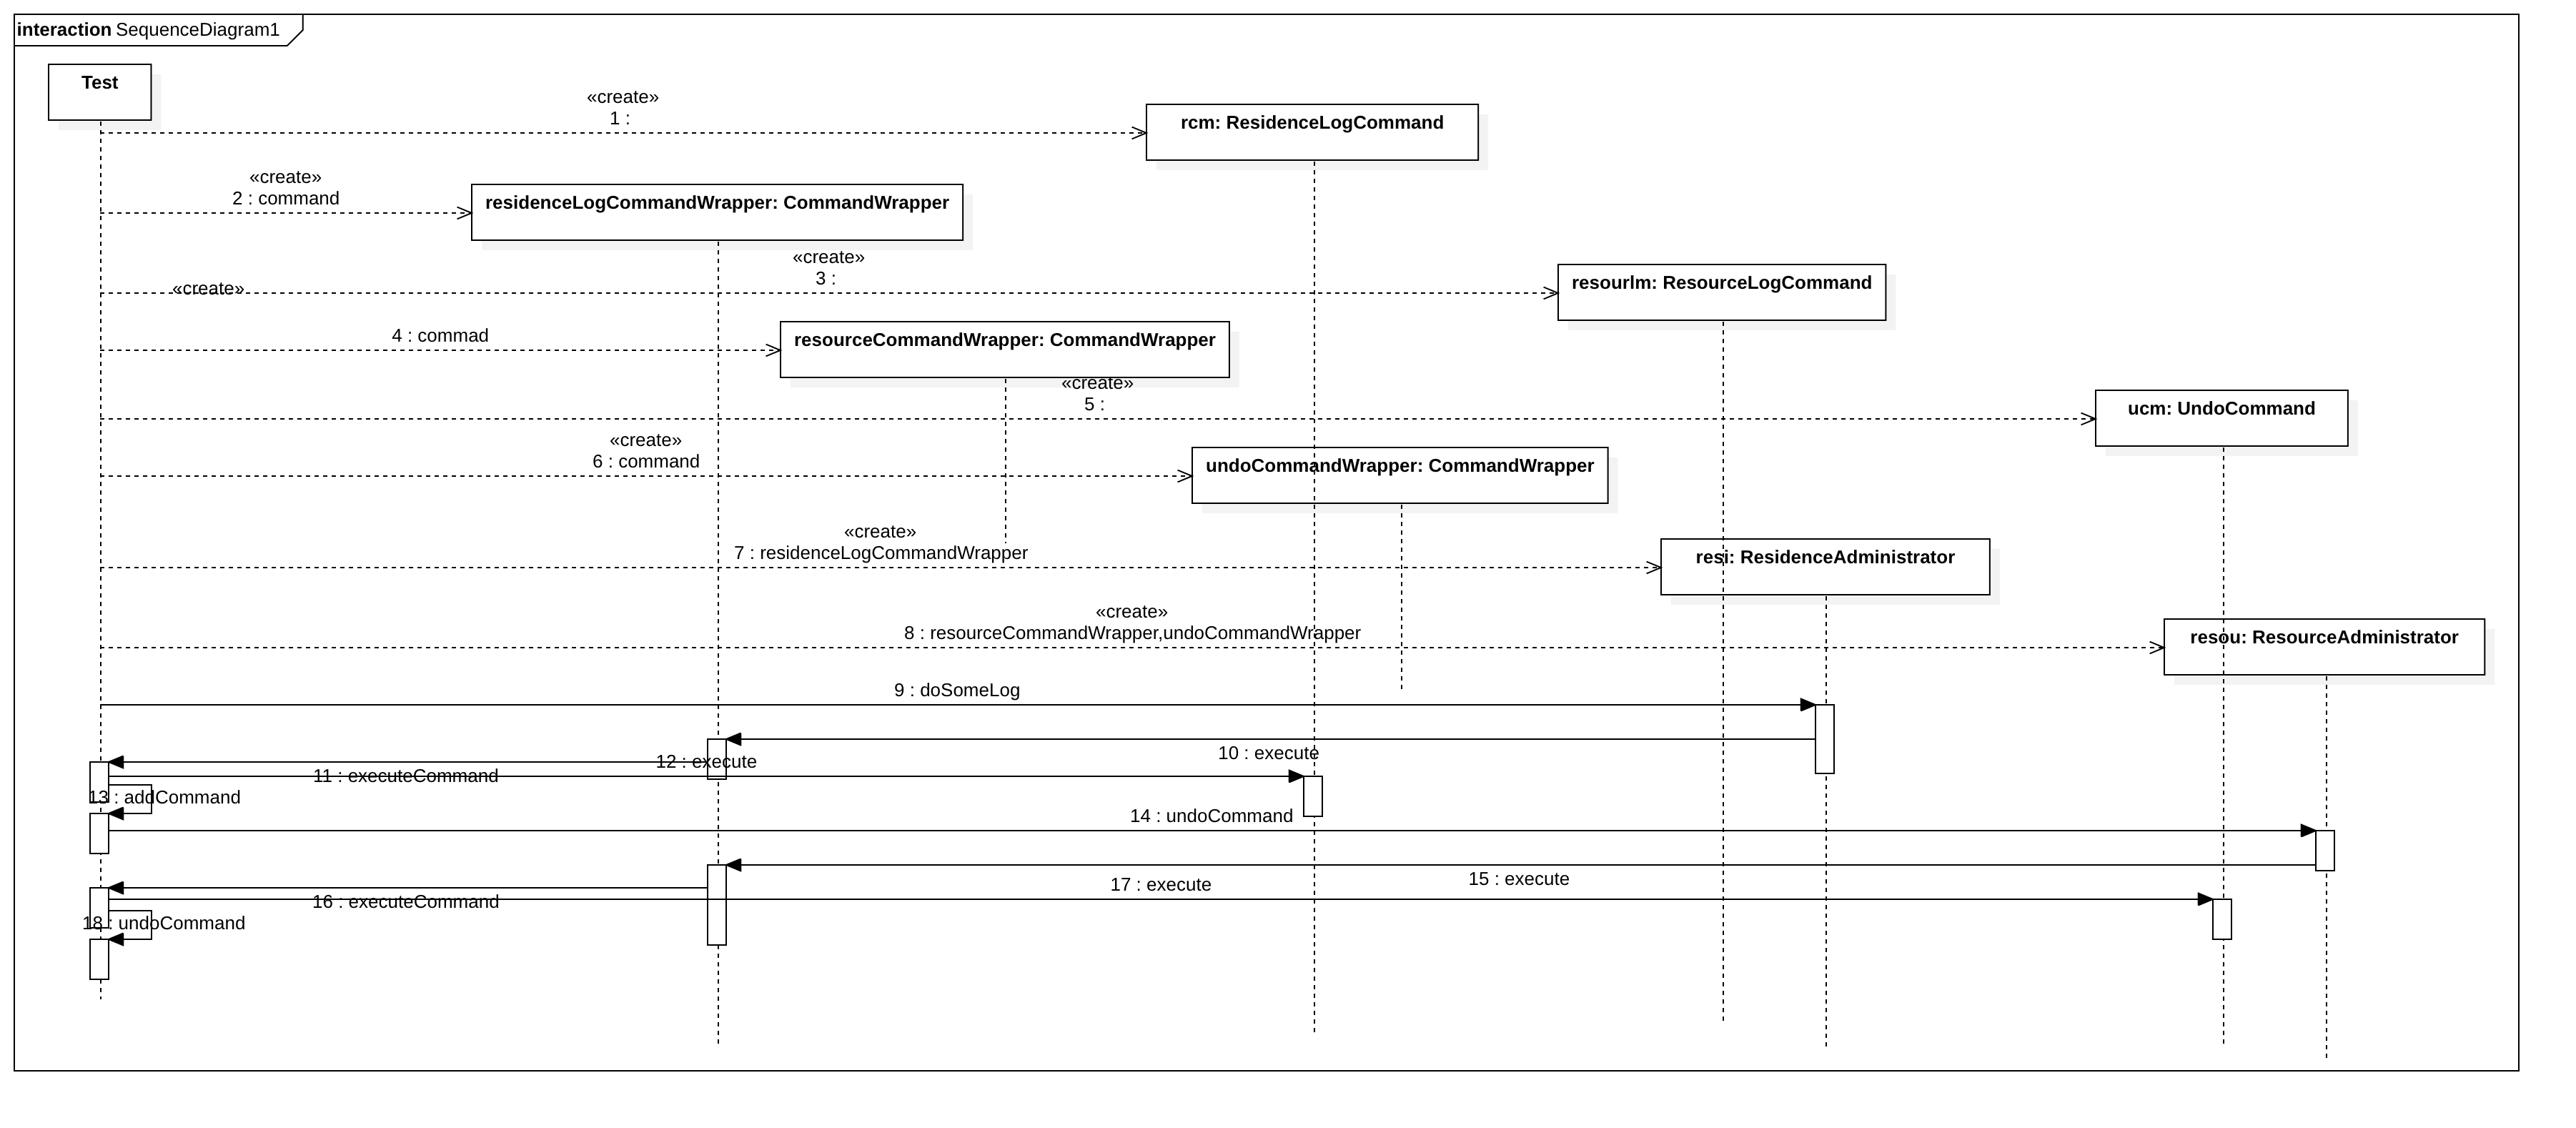 interaction SequenceDiagram1
Test
«create»
1 :
rcm: ResidenceLogCommand
«create»
2 : command
residenceLogCommandWrapper: CommandWrapper
«create»
3 :
resourlm: ResourceLogCommand
«create»
4 : commad
resourceCommandWrapper: CommandWrapper
«create»
5 :
ucm: UndoCommand
«create»
6 : command
undoCommandWrapper: CommandWrapper
«create»
7 : residenceLogCommandWrapper
resi: ResidenceAdministrator
«create»
8 : resourceCommandWrapper,undoCommandWrapper
resou: ResourceAdministrator
9 : doSomeLog
10 : execute
12 : execute
11 : executeCommand
13 : addCommand
14 : undoCommand
15 : execute
17 : execute
16 : executeCommand
18 : undoCommand